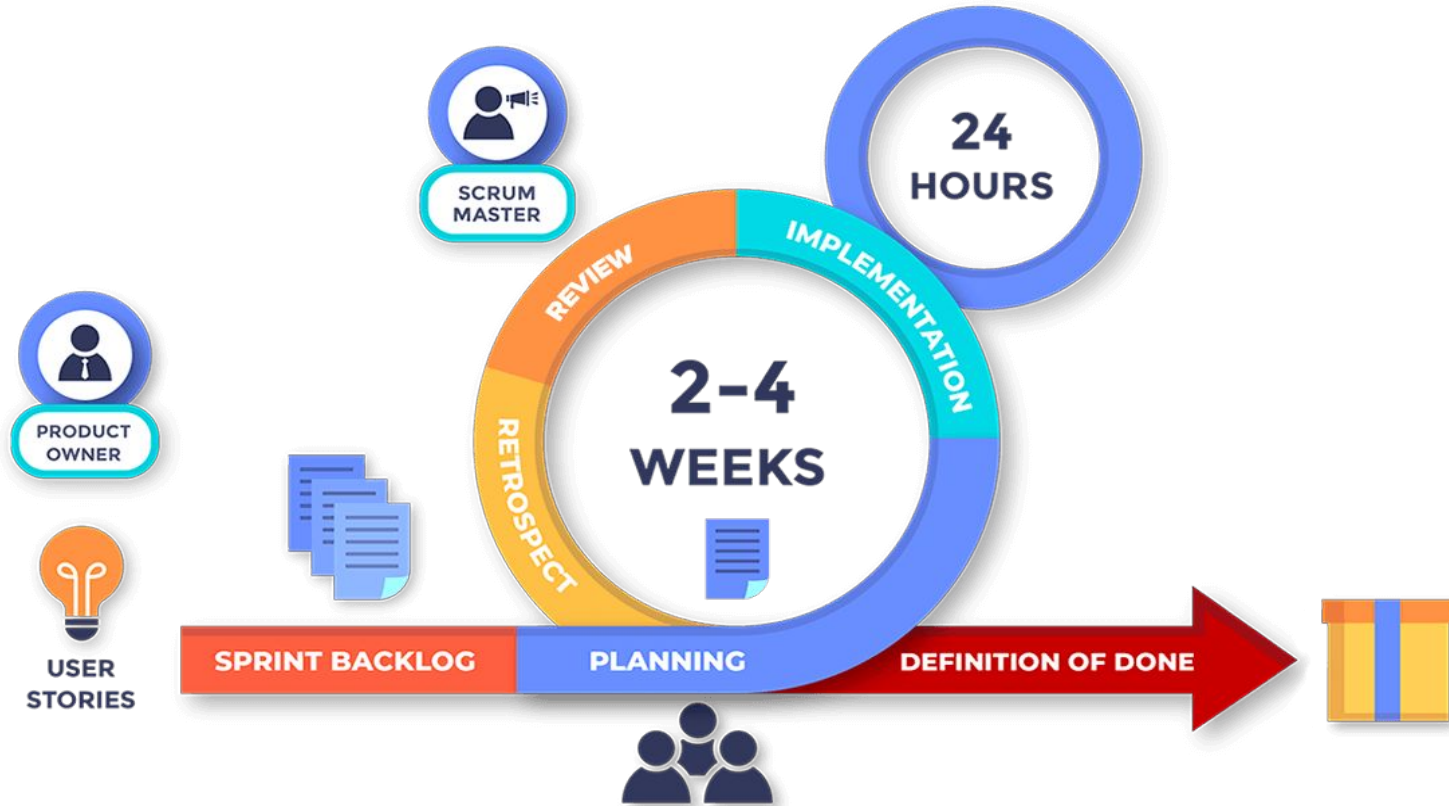 24
HOURS
SCRUM
MASTER
IMPLEMENTATION
REVIEW
2-4
WEEKS
PRODUCT
OWNER
RETROSPECT
USER
STORIES
SPRINT BACKLOG
PLANNING
DEFINITION OF DONE